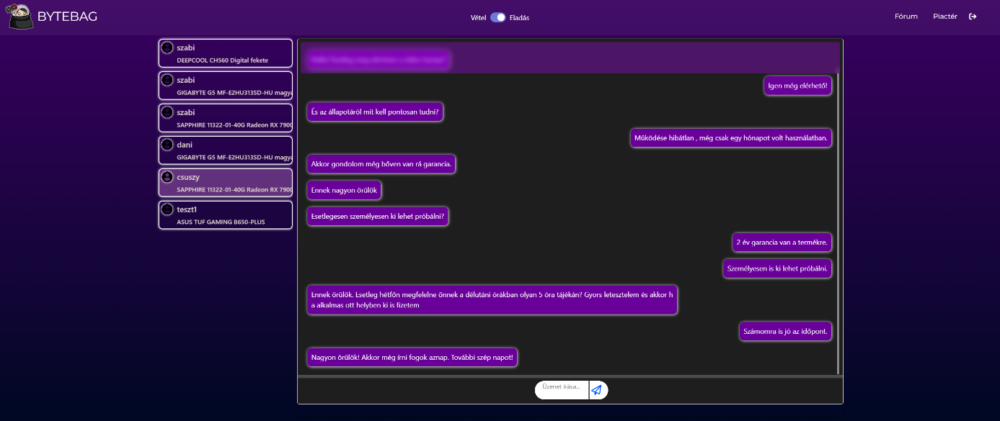 BYTEBAG
Vétel
Eladás
Fórum
Piactér
szabi
DEEPCOOL CH560 Digital fekete
szabi
GIGABYTE G5 MF-E2HU313SD-HU magya
szabi
SAPPHIRE 11322-01-40G Radeon RX 7900
dani
GIGABYTE G5 MF-E2HU313SD-HU magya
csuszy
SAPPHIRE 11322-01-40G Radeon RX 7900
teszt1
ASUS TUF GAMING B650-PLUS
Igen még elérhető!
És az állapotáról mit kell pontosan tudni?
Működése hibátlan , még csak egy hónapot volt használatban.
Akkor gondolom még bőven van rá garancia.
Ennek nagyon örülök
Esetlegesen személyesen ki lehet próbálni?
2 év garancia van a termékre.
Személyesen is ki lehet próbálni.
Ennek örülök. Esetleg hétfőn megfelelne önnek a délutáni órákban olyan 5 óra tájékán? Gyors letesztelem és akkor h
a alkalmas ott helyben ki is fizetem
Számomra is jó az időpont.
Nagyon örülök! Akkor még írni fogok aznap. További szép napot!
Üzenet írása...